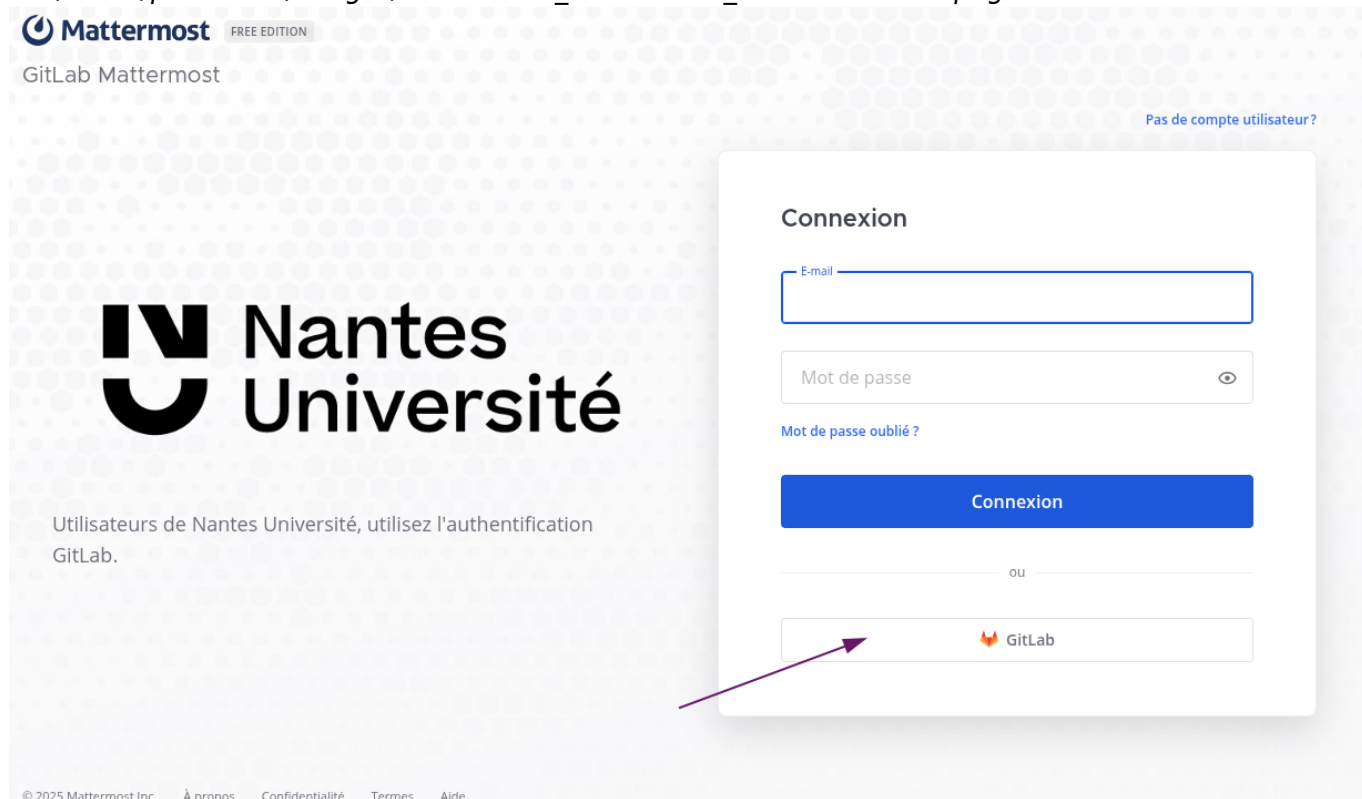 Mattermost FREE EDITION
GitLab Mattermost
Pas de compte utilisateur ?
Connexion
E-mail
Mot de passe
Mot de passe oublié ?
Connexion
ou
GitLab
Nantes
Université
Utilisateurs de Nantes Université, utilisez l'authentification
GitLab.
© 2025 Mattermost Inc. À propos Confidentialité Termes Aide